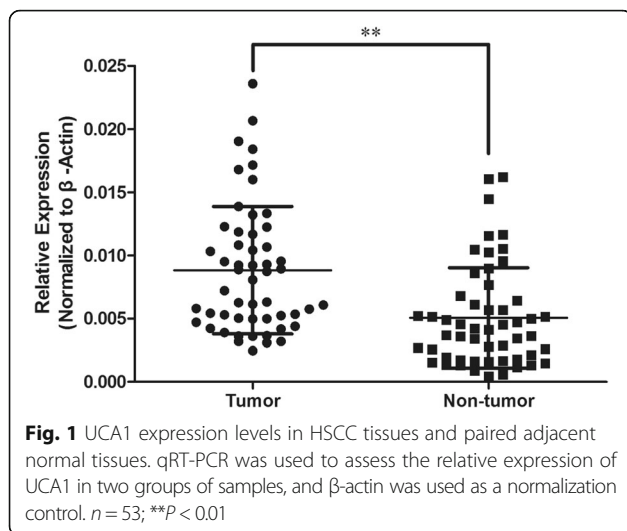 **
0.025
0.020
0.015
0.010
0.005
0.000
Relative Expression
(Normalized to β -Actin)
Tumor
Non-tumor
Fig. 1 UCA1 expression levels in HSCC tissues and paired adjacent
normal tissues. qRT-PCR was used to assess the relative expression of
UCA1 in two groups of samples, and β-actin was used as a normalization
control. n = 53; **P < 0.01